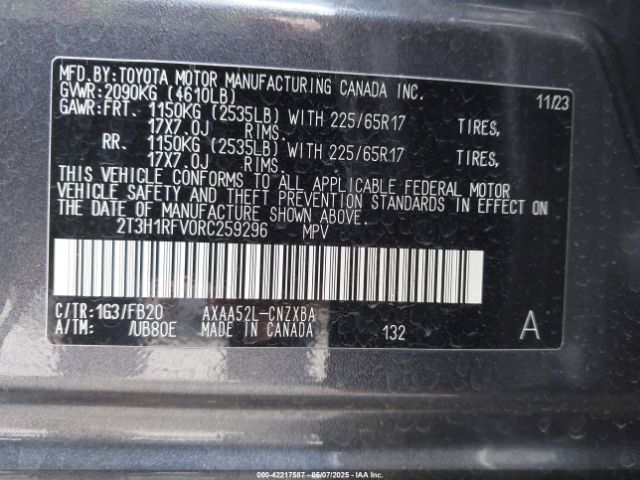 MFD.BY:TOYOTA MOTOR MANUFACTURING CANADA INC.
GVWR:2090KG (4610LB) 11/23
GAWR:FRT. 1150KG (2535LB) WITH 225/65R17 TIRES,
17X7.0J RIMS.
RR. 1150KG (2535LB) WITH 225/65R17 TIRES,
17X7.0J RIMS.
THIS VEHICLE CONFORMS TO ALL APPLICABLE FEDERAL MOTOR
VEHICLE SAFETY AND THEFT PREVENTION STANDARDS IN EFFECT ON
THE DATE OF MANUFACTURE SHOWN ABOVE.
2T3H1RFV0RC259296 MPV
C/TR:1G3/FB20 AXAA52L-CNZXBA
A/TM: /UB80E MADE IN CANADA 132 A
000-42217587 - 05/07/2025 - IAA Inc.